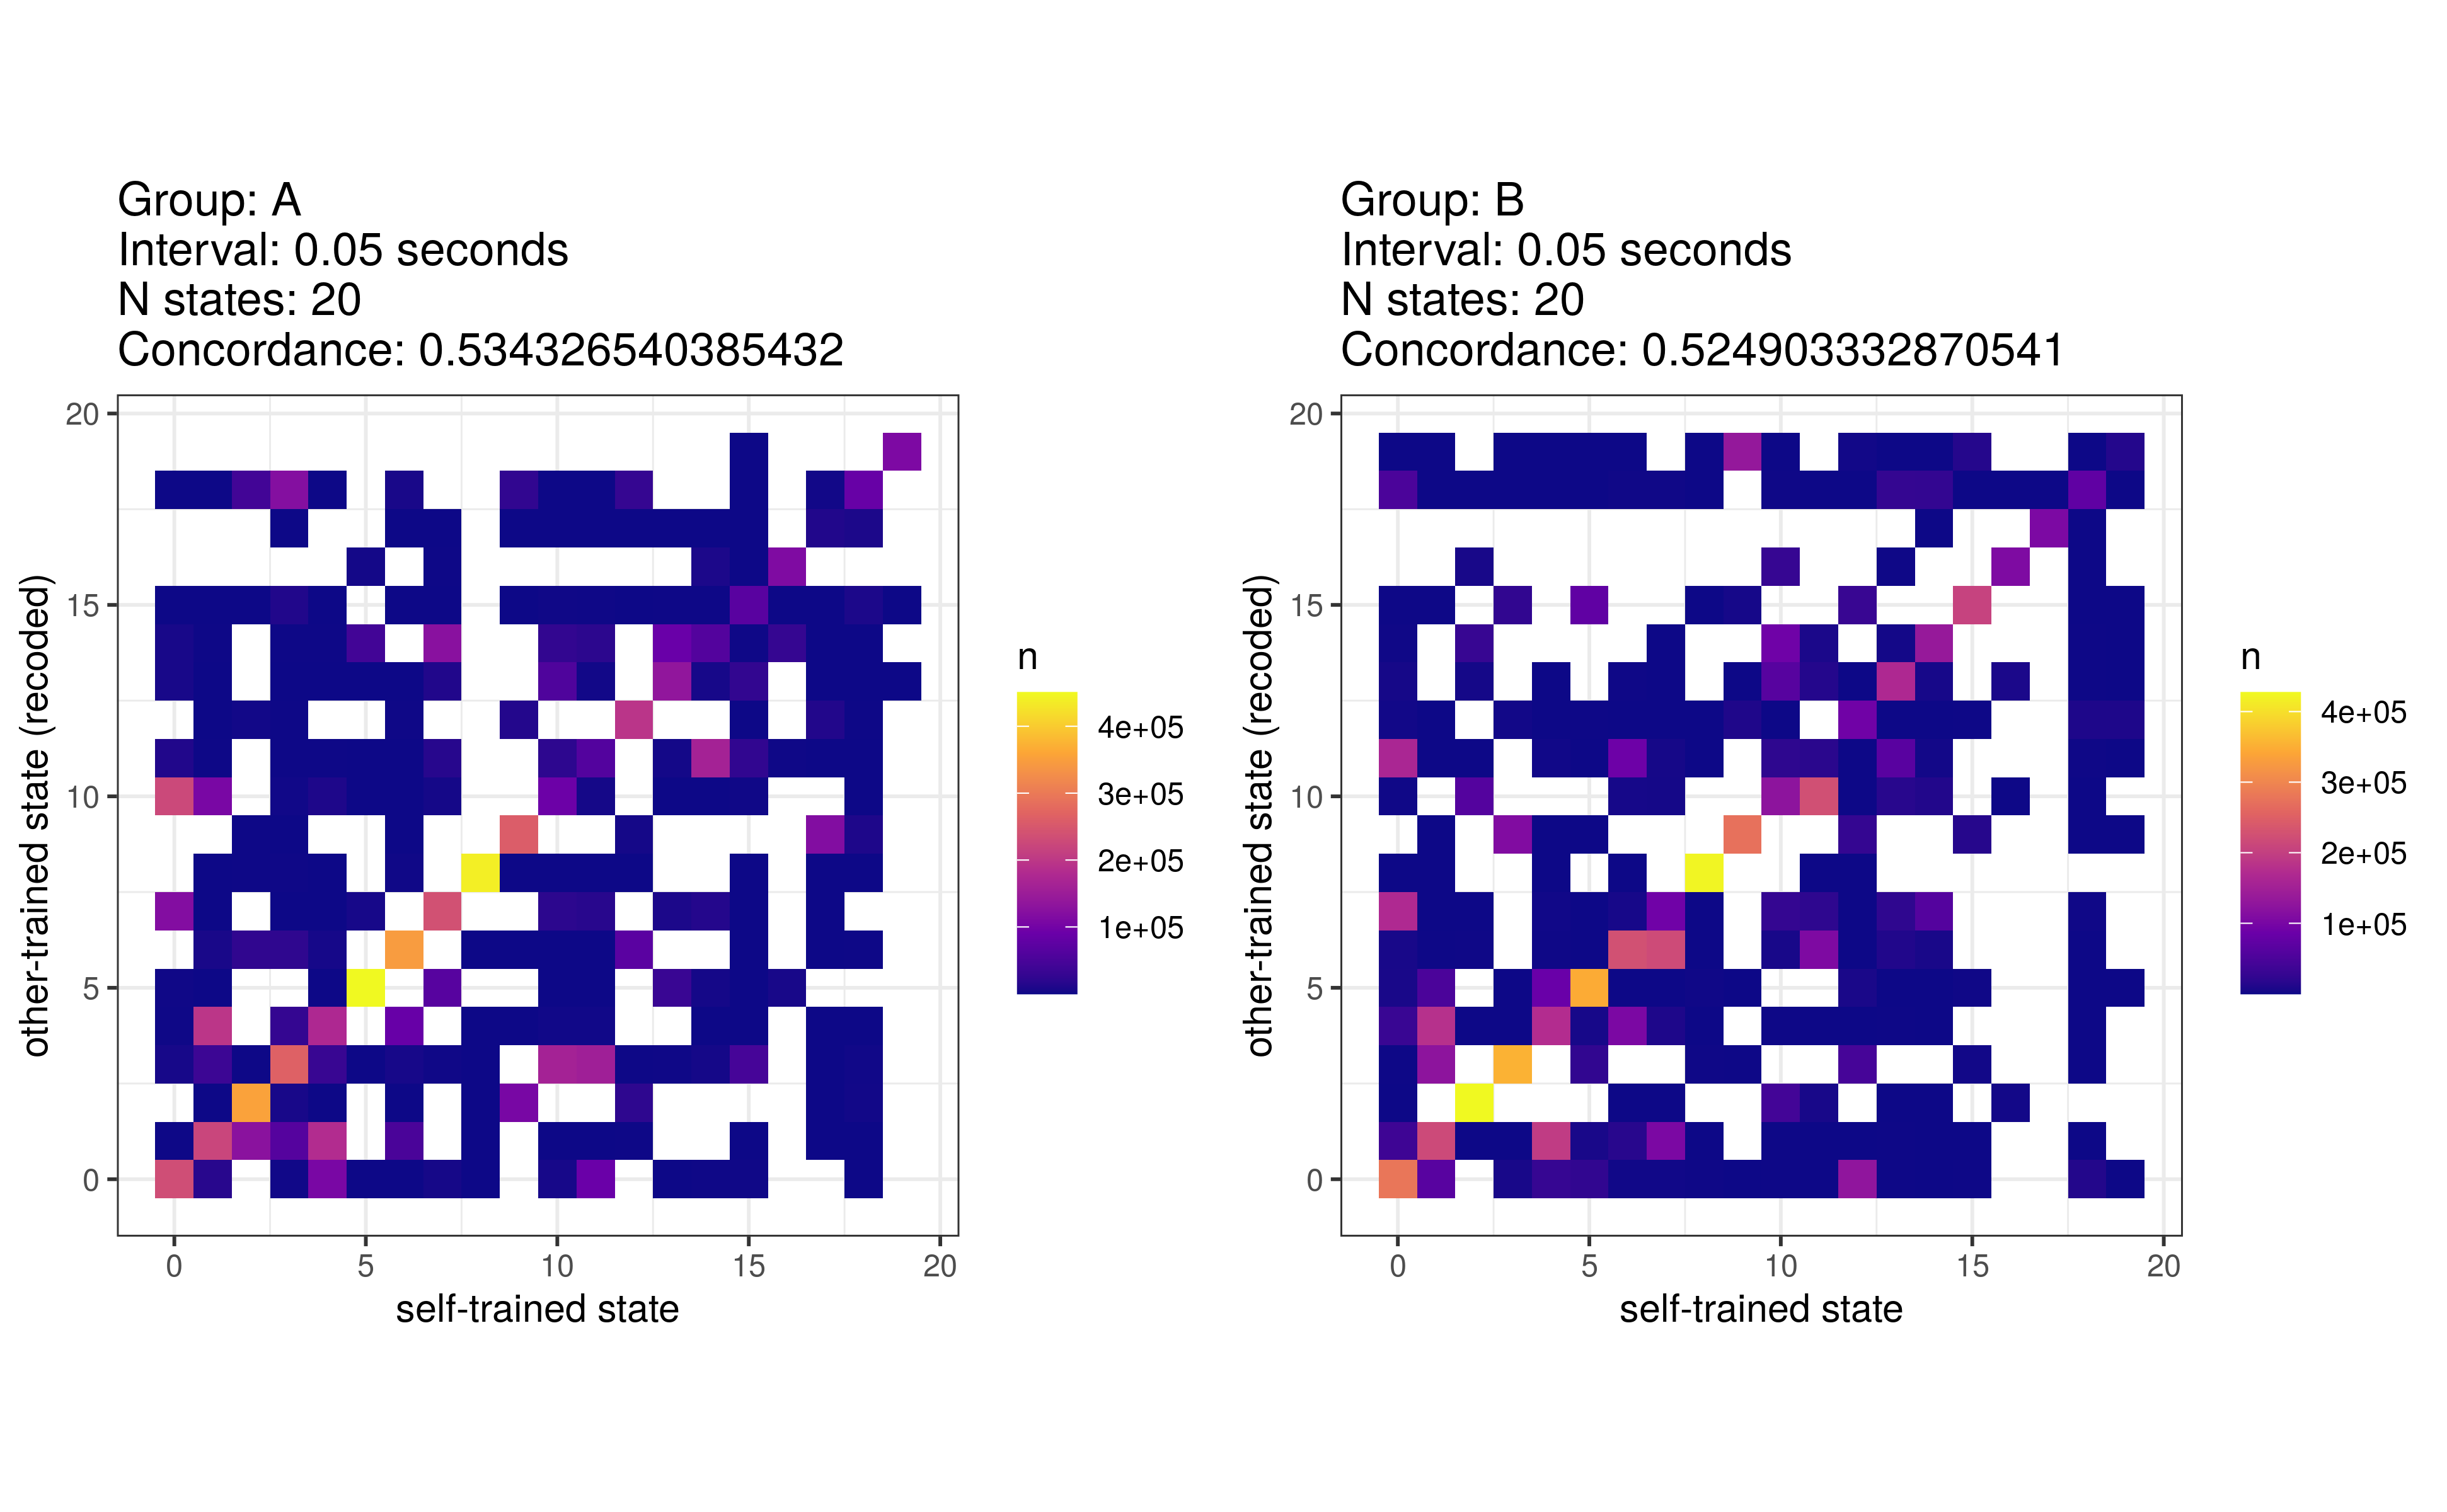 Group: A
Interval: 0.05 seconds
N states: 20
Concordance: 0.534326540385432
20
15
10
5
0
0 5 10 15 20
other-trained state (recoded)
self-trained state
n
4e+05
3e+05
2e+05
1e+05
Group: B
Interval: 0.05 seconds
N states: 20
Concordance: 0.524903332870541
20
15
10
5
0
0 5 10 15 20
other-trained state (recoded)
self-trained state
n
4e+05
3e+05
2e+05
1e+05